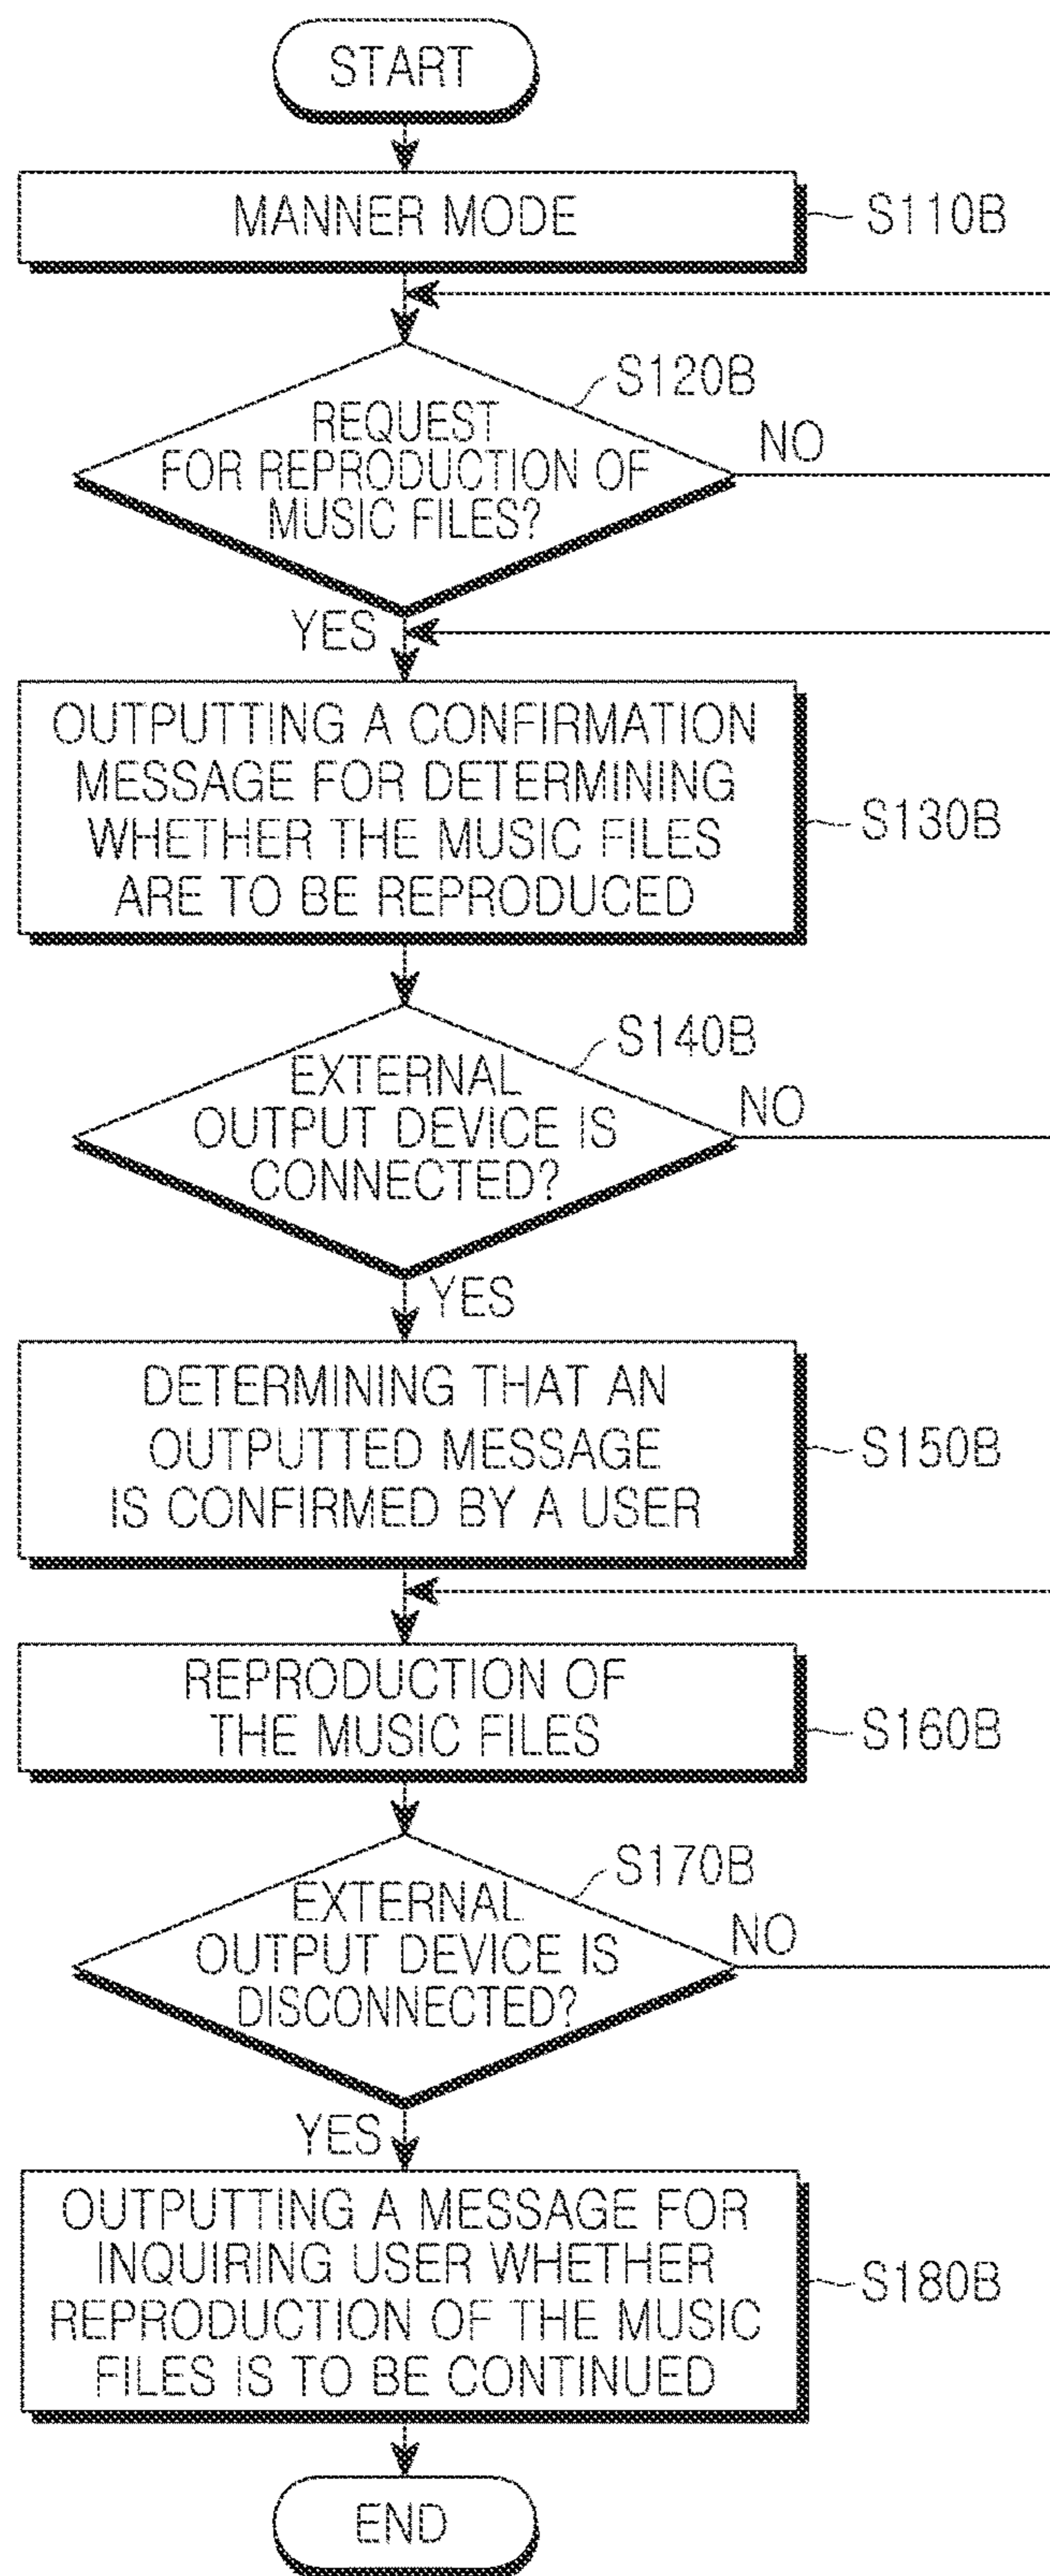 START
MANNER MODE
S110B
S120B
REQUEST
FOR REPRODUCTION OF
MUSIC FILES?
NO
YES
OUTPUTTING A CONFIRMATION
MESSAGE FOR DETERMINING
WHETHER THE MUSIC FILES
ARE TO BE REPRODUCED
S130B
S140B
EXTERNAL
OUTPUT DEVICE IS
CONNECTED?
NO
YES
DETERMINING THAT AN
OUTPUTTED MESSAGE
IS CONFIRMED BY A USER
S150B
REPRODUCTION OF
THE MUSIC FILES
S160B
S170B
EXTERNAL
OUTPUT DEVICE IS
DISCONNECTED?
NO
YES
OUTPUTTING A MESSAGE FOR
INQUIRING USER WHETHER
REPRODUCTION OF THE MUSIC
FILES IS TO BE CONTINUED
S180B
END